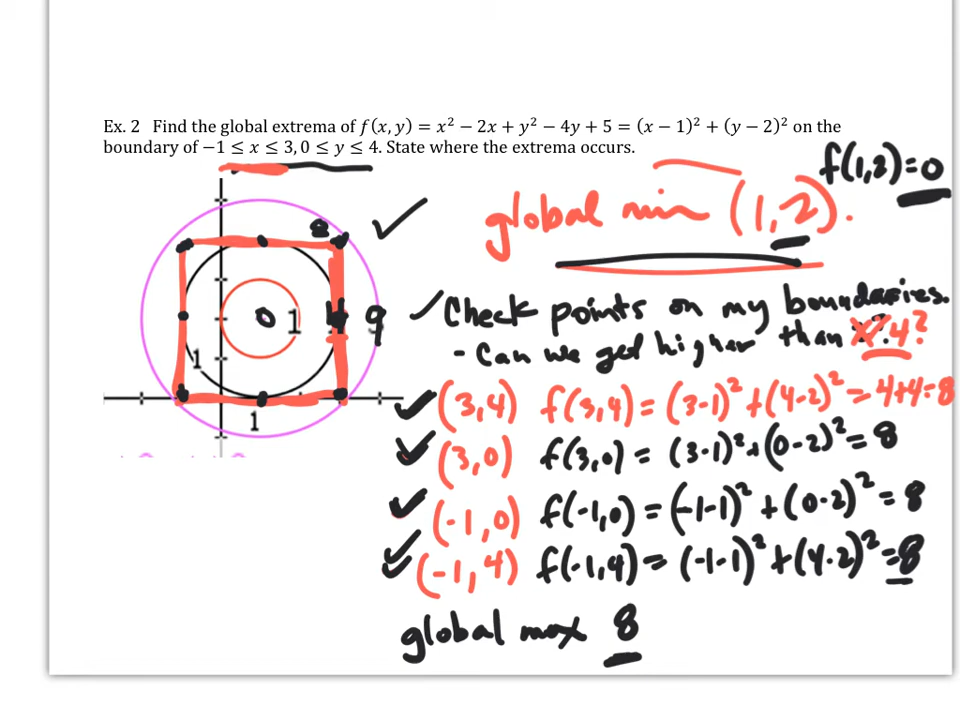 Ex. 2 Find the global extrema of f(x, y) = x² − 2x + y² − 4y + 5 = (x − 1)² + (y − 2)² on the
boundary of −1 ≤ x ≤ 3, 0 ≤ y ≤ 4. State where the extrema occurs.
f(1,2)=0
global min (1,2).
8
0 1 4 9
1
1
✓Check points on my boundaries.
- Can we get higher than 4?
✓(3,4) f(3,4) = (3-1)²+(4-2)² = 4+4=8
✓(3,0) f(3,0) = (3-1)²+(0-2)² = 8
✓(-1,0) f(-1,0) = (-1-1)² + (0-2)² = 8
✓(-1,4) f(-1,4) = (-1-1)²+(4-2)²=8
global max 8